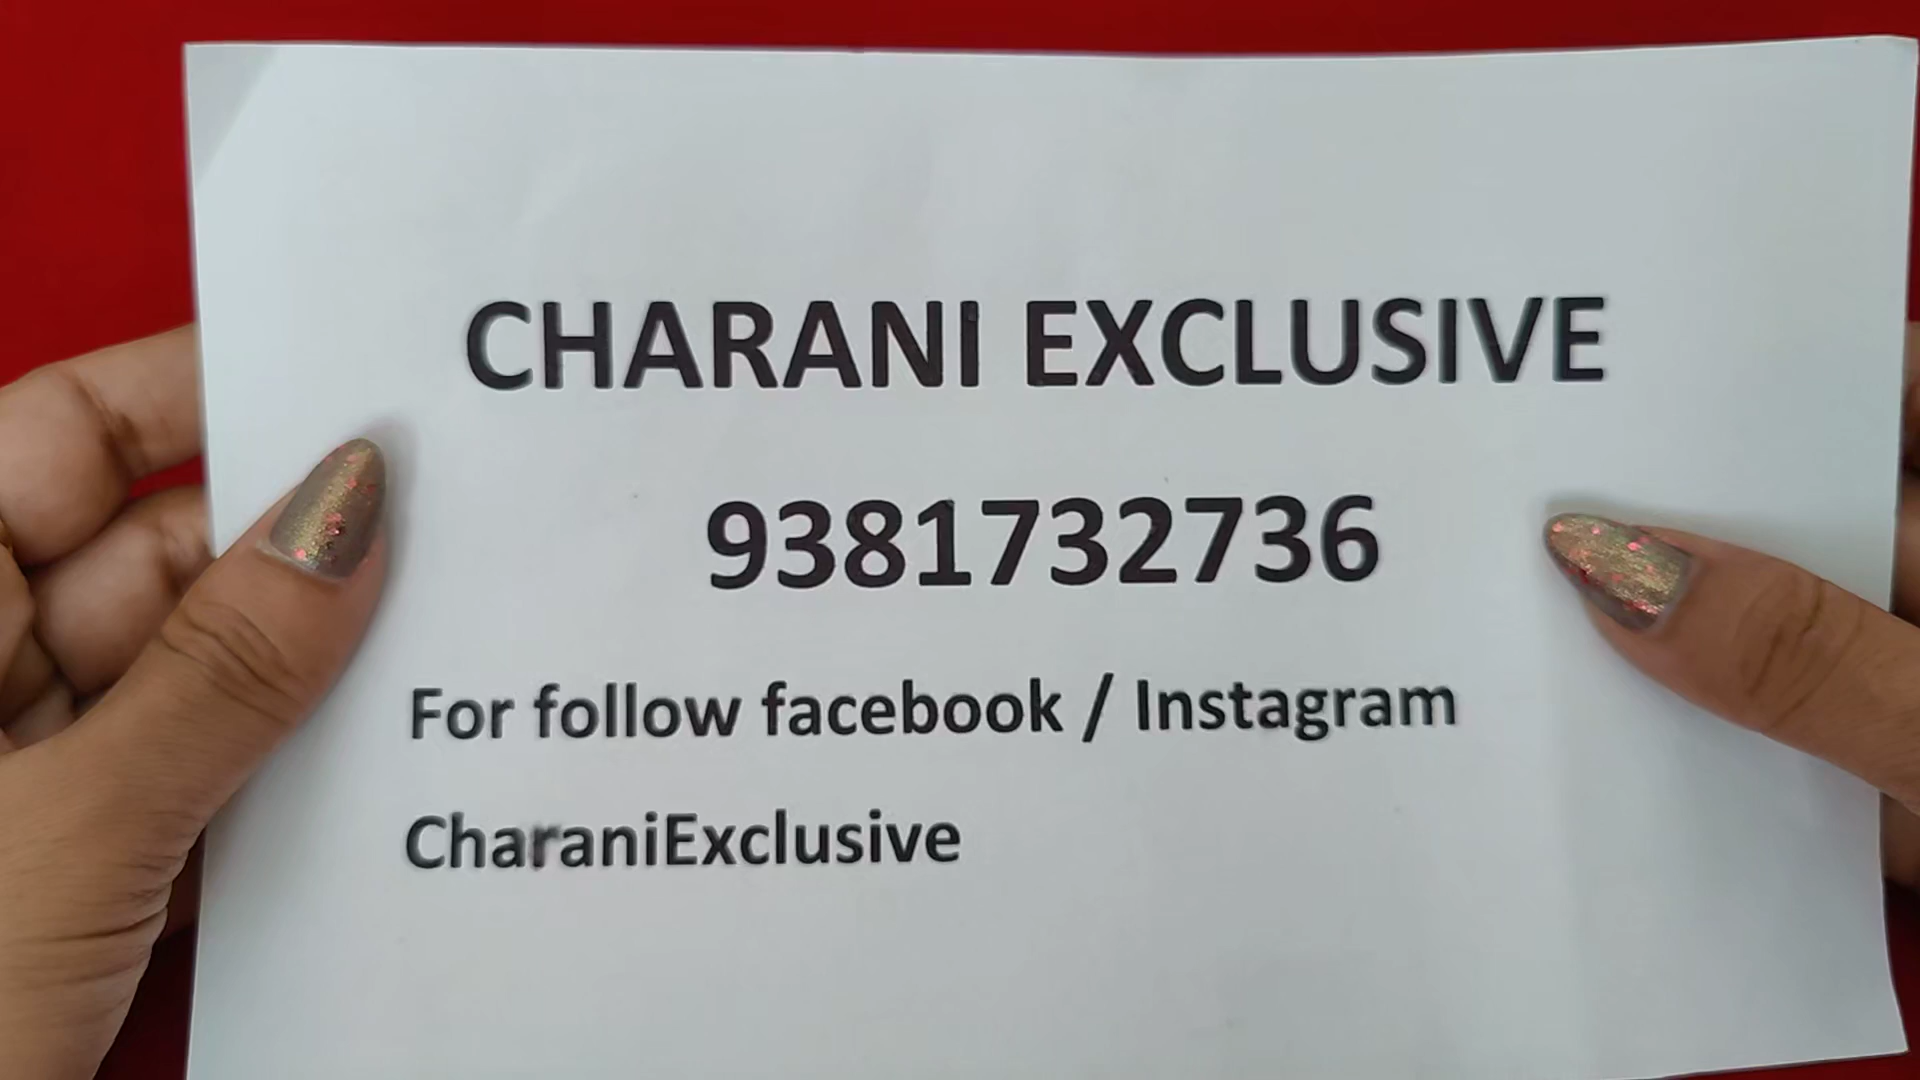 CHARANI EXCLUSIVE
9381732736
For follow facebook / Instagram
CharaniExclusive